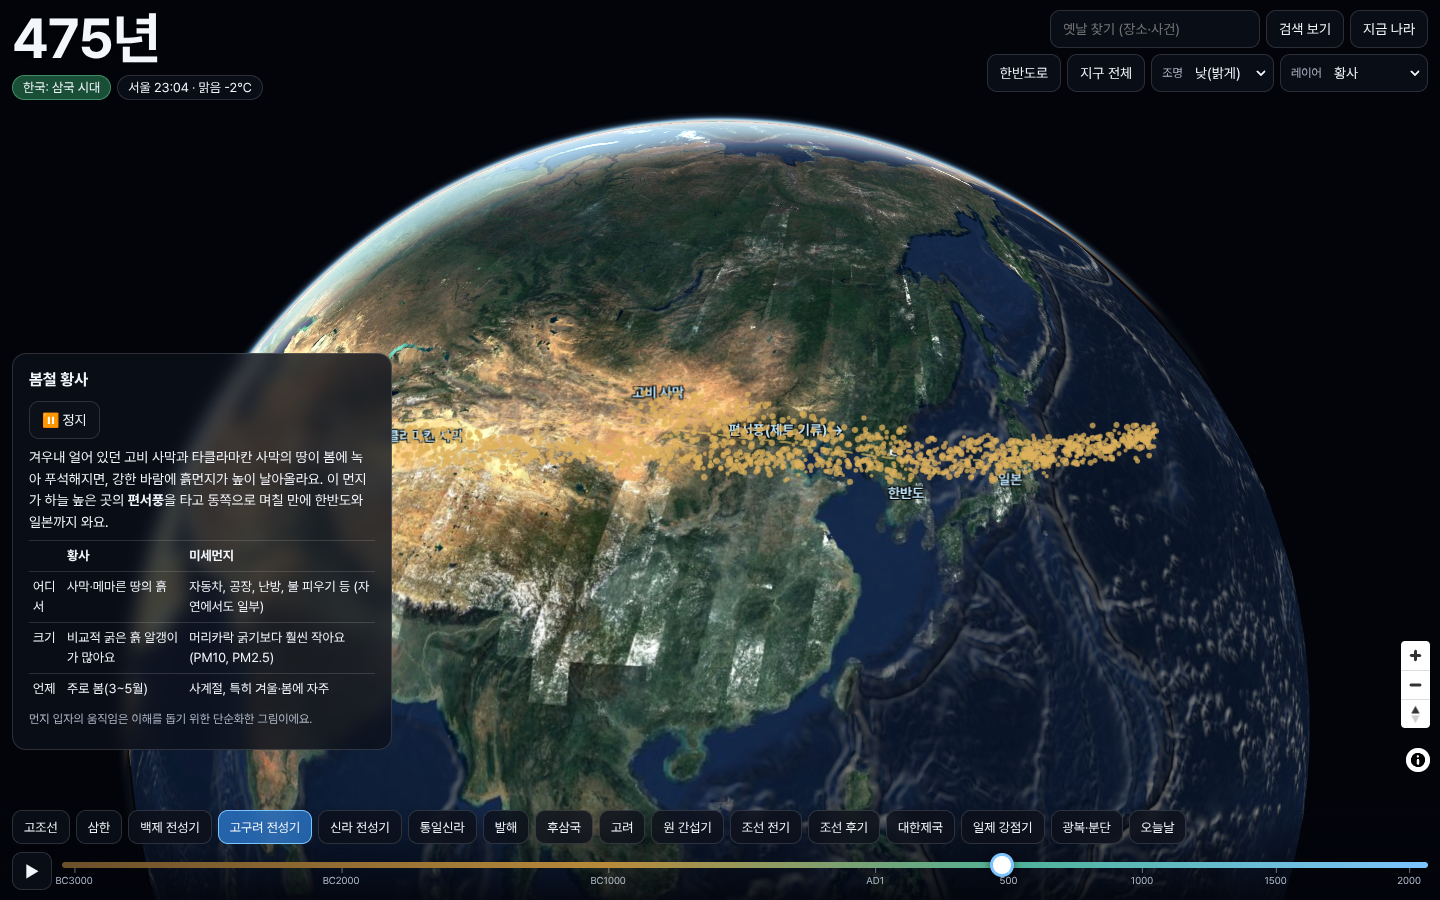 475년
한국: 삼국 시대
서울 23:04 · 맑음 -2°C
옛날 찾기 (장소·사건)
검색 보기
지금 나라
한반도로
지구 전체
조명 낮(밝게)
레이어 황사
봄철 황사
정지
겨우내 얼어 있던 고비 사막과 타클라마칸 사막의 땅이 봄에 녹
아 푸석해지면, 강한 바람에 흙먼지가 높이 날아올라요. 이 먼지
가 하늘 높은 곳의 편서풍을 타고 동쪽으로 며칠 만에 한반도와
일본까지 와요.
황사 미세먼지
어디 사막·메마른 땅의 흙 자동차, 공장, 난방, 불 피우기 등 (자
서 연에서도 일부)
크기 비교적 굵은 흙 알갱이 머리카락 굵기보다 훨씬 작아요
가 많아요 (PM10, PM2.5)
언제 주로 봄(3~5월) 사계절, 특히 겨울·봄에 자주
먼지 입자의 움직임은 이해를 돕기 위한 단순화한 그림이에요.
고비 사막
편서풍(제트 기류) →
한반도
일본
고조선
삼한
백제 전성기
고구려 전성기
신라 전성기
통일신라
발해
후삼국
고려
원 간섭기
조선 전기
조선 후기
대한제국
일제 강점기
광복·분단
오늘날
BC3000
BC2000
BC1000
AD1
500
1000
1500
2000